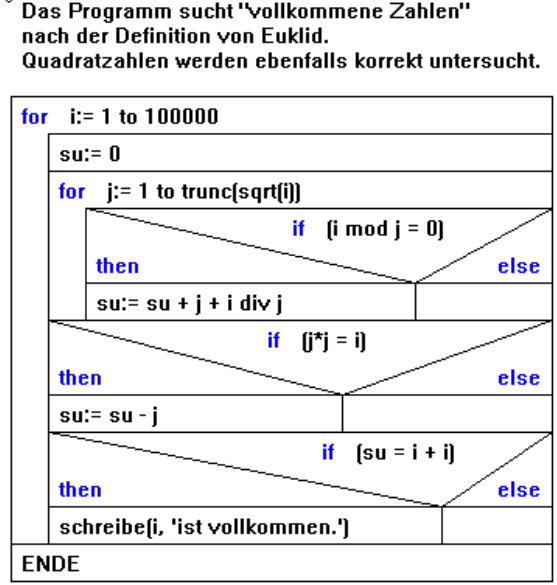 Das Programm sucht "vollkommene Zahlen"
nach der Definition von Euklid.
Quadratzahlen werden ebenfalls korrekt untersucht.
for i:= 1 to 100000
su:= 0
for j:= 1 to trunc(sqrt(i))
if (i mod j = 0)
then else
su:= su + j + i div j
if (j*j = i)
then else
su:= su - j
if (su = i + i)
then else
schreibe(i, 'ist vollkommen.')
ENDE